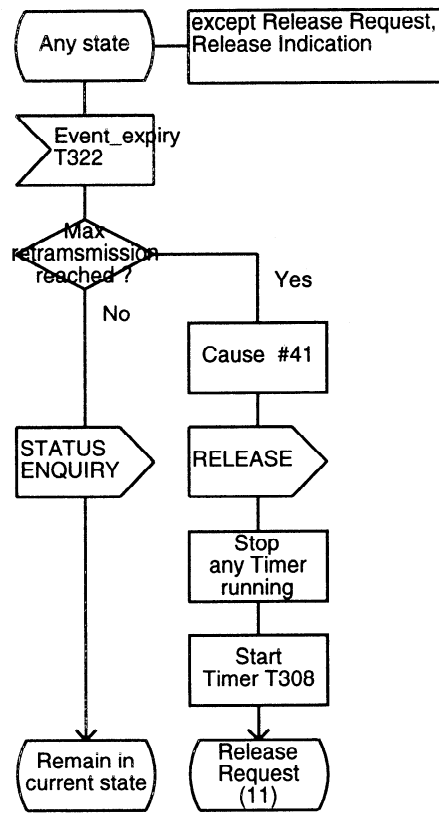 Any state
except Release Request,
Release Indication
Event_expiry
T322
Max
retramsmission
reached ?
Yes
No
Cause #41
STATUS
ENQUIRY
RELEASE
Stop
any Timer
running
Start
Timer T308
Remain in
current state
Release
Request
(11)